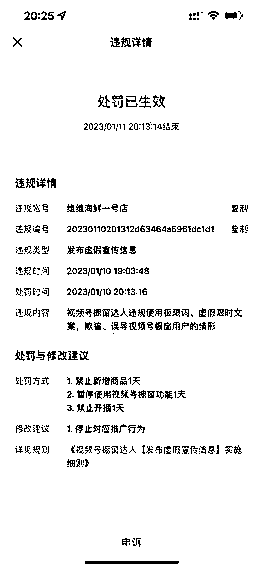 20:25
违规详情
处罚已生效
2023/01/11 20:13:14结束
违规详情
违规账号 维维海鲜一号店 复制
违规编号 20230110201312d63464a6961dc1df 复制
违规类型 发布虚假宣传信息
违规时间 2023/01/10 19:03:48
处罚时间 2023/01/10 20:13:16
违规内容 视频号橱窗达人违规使用极限词、虚假限时文
案，欺骗、误导视频号橱窗用户的情形
处罚与修改建议
处罚方式 1. 禁止新增商品1天
2. 暂停使用视频号橱窗功能1天
3. 禁止开播1天
修改建议 1. 停止对应推广行为
详见规则 《视频号橱窗达人【发布虚假宣传信息】实施
细则》
申诉